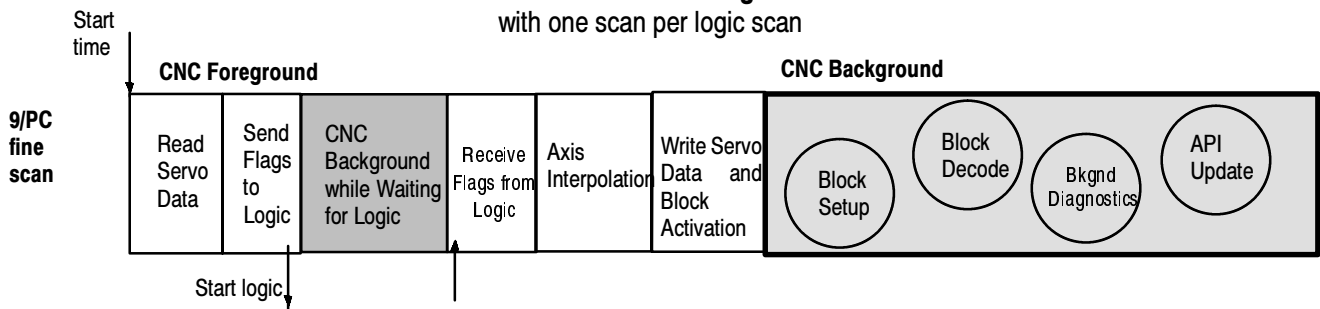 with one scan per logic scan
Start
time
CNC Foreground
CNC Background
9/PC
fine
scan
Read
Servo
Data
Send
Flags
to
Logic
CNC
Background
while Waiting
for Logic
Receive
Flags from
Logic
Axis
Interpolation
Write Servo
Data and
Block
Activation
Block
Setup
Block
Decode
Bkgnd
Diagnostics
API
Update
Start logic